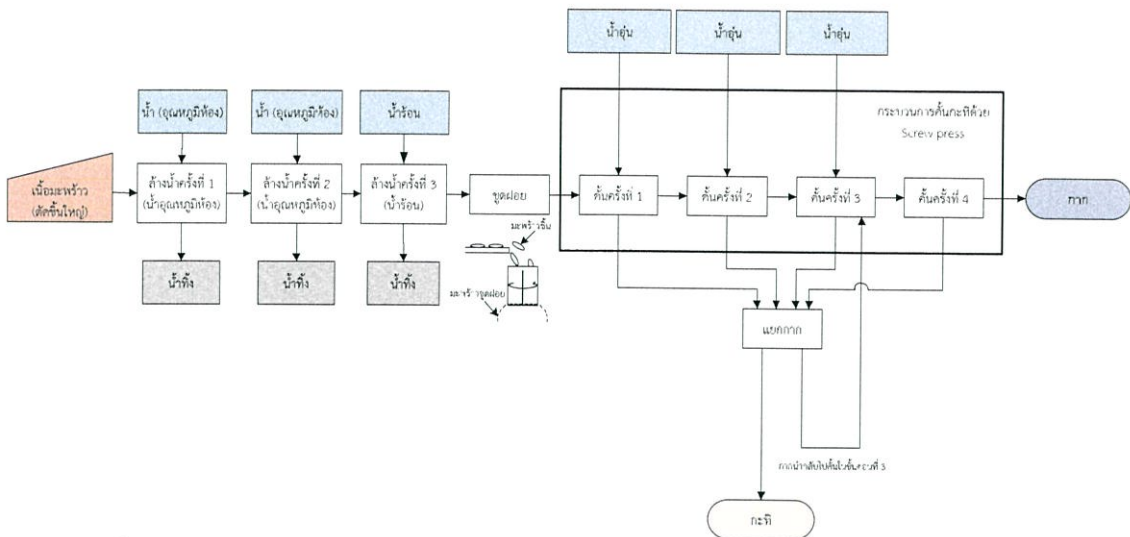 น้ำอุ่น
น้ำอุ่น
น้ำอุ่น
น้ำ (อุณหภูมิห้อง)
น้ำ (อุณหภูมิห้อง)
น้ำร้อน
กระบวนการคั้นกะทิด้วย
Screw press
เนื้อมะพร้าว
(ตัดชิ้นใหญ่)
ล้างน้ำครั้งที่ 1
(น้ำอุณหภูมิห้อง)
ล้างน้ำครั้งที่ 2
(น้ำอุณหภูมิห้อง)
ล้างน้ำครั้งที่ 3
(น้ำร้อน)
ขูดฝอย
คั้นครั้งที่ 1
คั้นครั้งที่ 2
คั้นครั้งที่ 3
คั้นครั้งที่ 4
กาก
น้ำทิ้ง
น้ำทิ้ง
น้ำทิ้ง
มะพร้าวชิ้น
มะพร้าวขูดฝอย
แยกกาก
กากนำกลับไปคั้นในขั้นตอนที่ 3
กะทิ